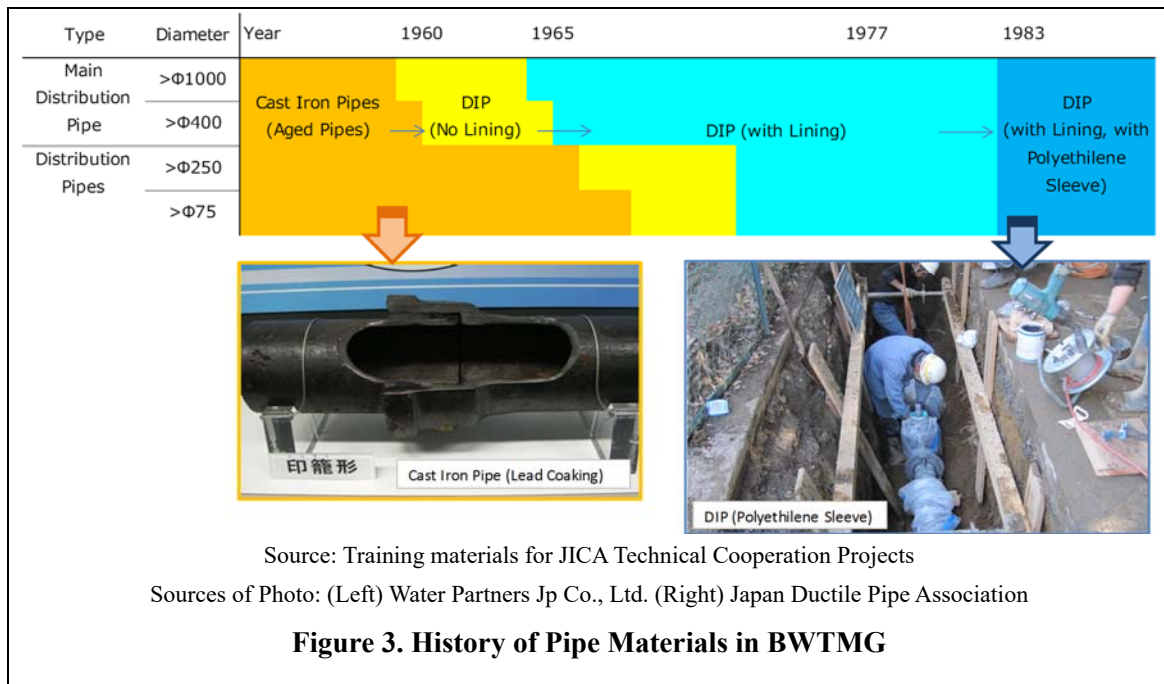 Type Diameter Year 1960 1965 1977 1983
Main
Distribution
Pipe
>Φ1000
>Φ400
Distribution
Pipes
>Φ250
>Φ75
Cast Iron Pipes
(Aged Pipes)
DIP
(No Lining)
DIP (with Lining)
DIP
(with Lining, with
Polyethilene
Sleeve)
印籠形
Cast Iron Pipe (Lead Coaking)
DIP (Polyethilene Sleeve)
Source: Training materials for JICA Technical Cooperation Projects
Sources of Photo: (Left) Water Partners Jp Co., Ltd. (Right) Japan Ductile Pipe Association
Figure 3. History of Pipe Materials in BWTMG